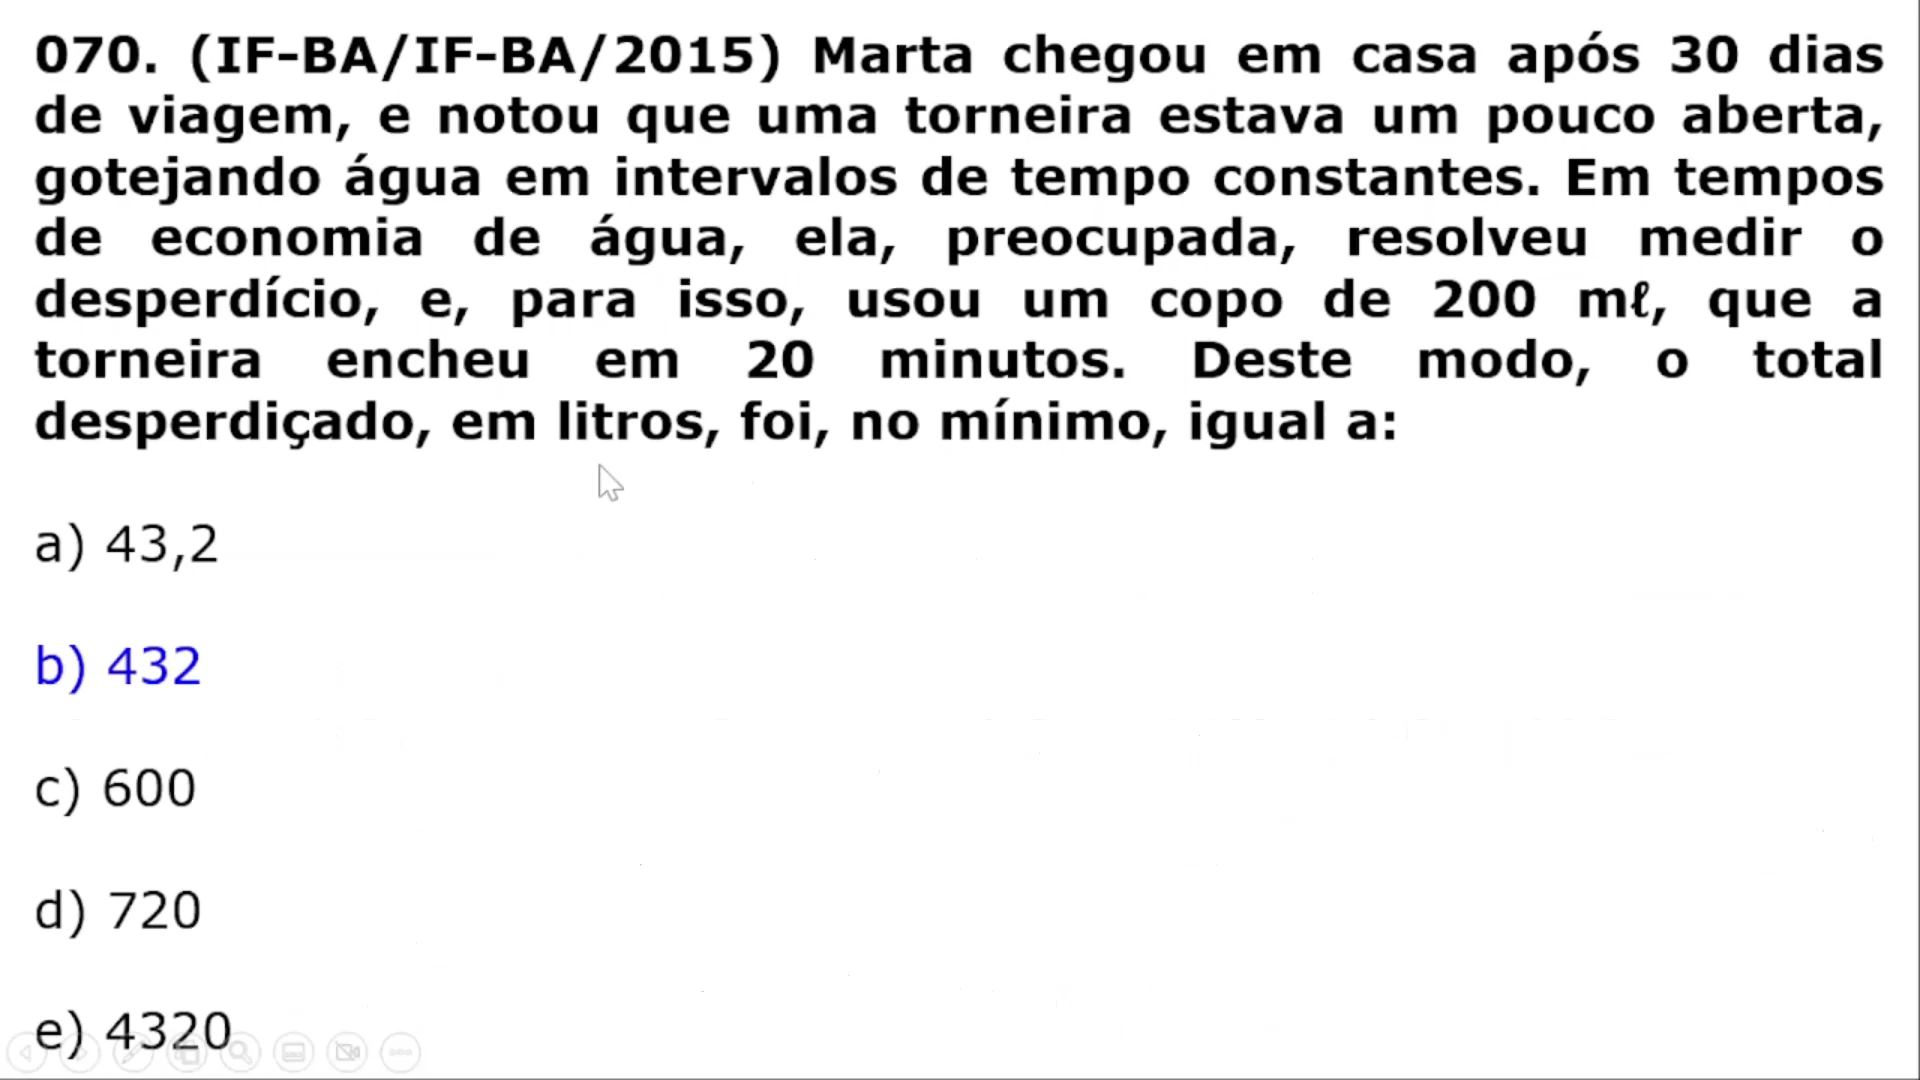 070. (IF-BA/IF-BA/2015) Marta chegou em casa após 30 dias
de viagem, e notou que uma torneira estava um pouco aberta,
gotejando água em intervalos de tempo constantes. Em tempos
de economia de água, ela, preocupada, resolveu medir o
desperdício, e, para isso, usou um copo de 200 mℓ, que a
torneira encheu em 20 minutos. Deste modo, o total
desperdiçado, em litros, foi, no mínimo, igual a:
a) 43,2
b) 432
c) 600
d) 720
e) 4320